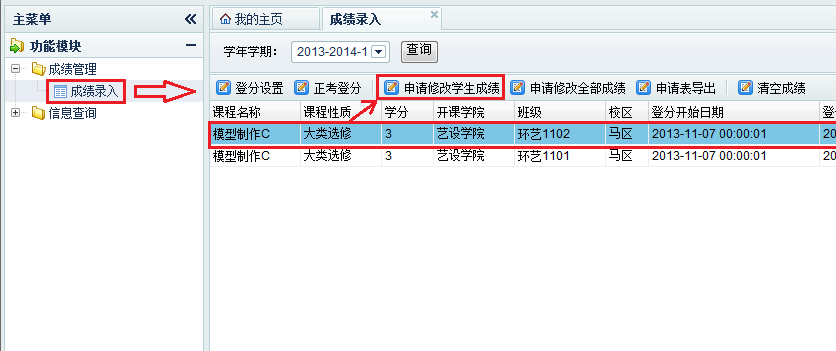 主菜单
功能模块
成绩管理
成绩录入
信息查询
我的主页 成绩录入
学年学期： 2013-2014-1 查询
登分设置 正考登分 申请修改学生成绩 申请修改全部成绩 申请表导出 清空成绩
课程名称 课程性质 学分 开课学院 班级 校区 登分开始日期 登
模型制作C 大类选修 3 艺设学院 环艺1102 马区 2013-11-07 00:00:01 20
模型制作C 大类选修 3 艺设学院 环艺1101 马区 2013-11-07 00:00:01 20